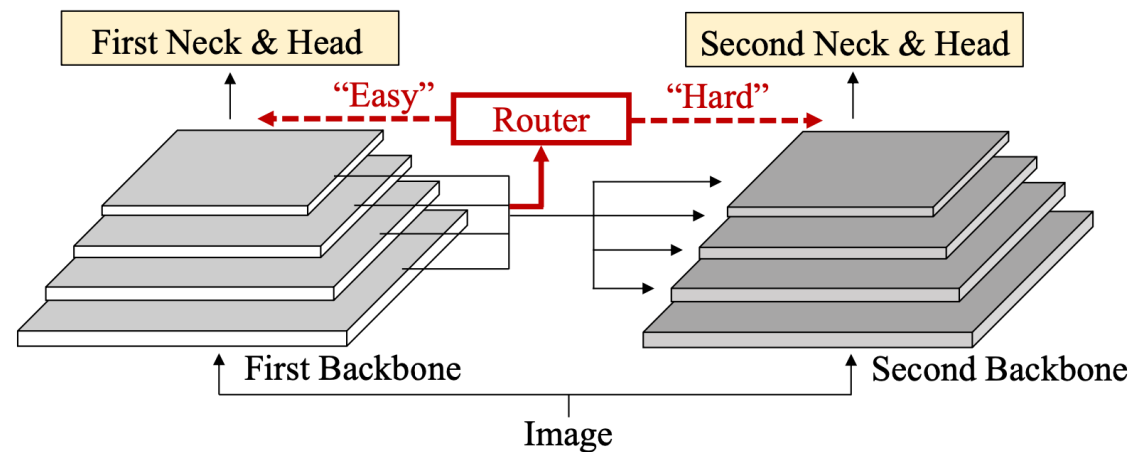 First Neck & Head
Second Neck & Head
“Easy”
Router
“Hard”
First Backbone
Second Backbone
Image